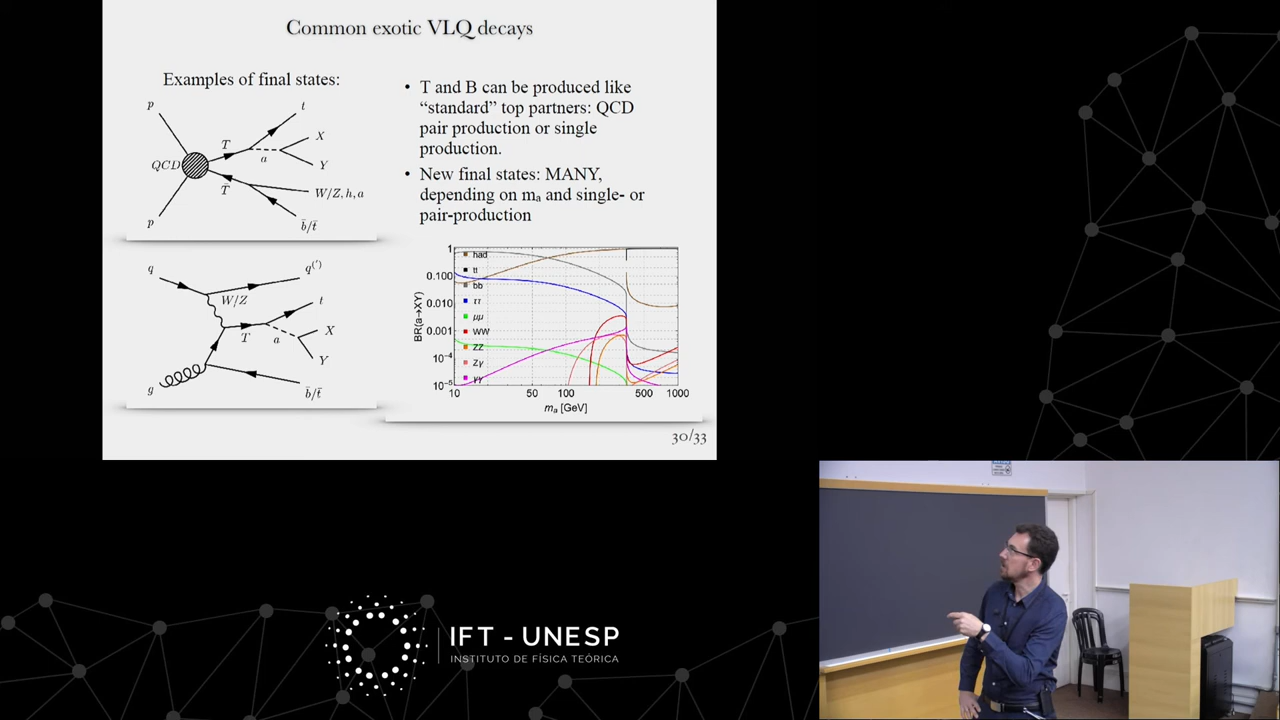 Common exotic VLQ decays
Examples of final states:
p
t
X
T
a
QCD
Y
T̄
W/Z, h, a
p
b̄/t̄
q
q(′)
W/Z
t
X
T
a
Y
g
b̄/t̄
• T and B can be produced like
“standard” top partners: QCD
pair production or single
production.
• New final states: MANY,
depending on mₐ and single- or
pair-production
BR(a→XY)
1
0.100
0.010
0.001
10⁻⁴
10⁻⁵
had
tt
bb
ττ
μμ
WW
ZZ
Zγ
γγ
10
50
100
500
1000
mₐ [GeV]
30/33
IFT - UNESP
INSTITUTO DE FÍSICA TEÓRICA